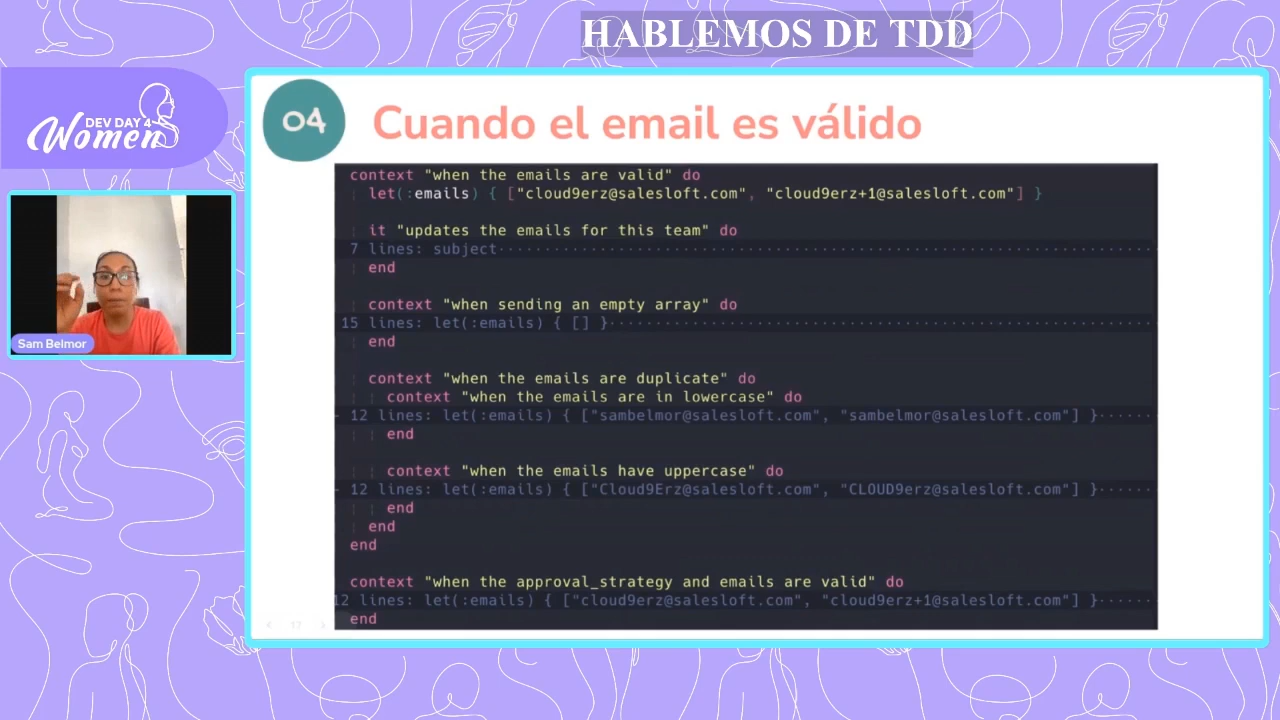 HABLEMOS DE TDD
DEV DAY 4
Women
Sam Belmor
04
Cuando el email es válido
context "when the emails are valid" do
let(:emails) { ["cloud9erz@salesloft.com", "cloud9erz+1@salesloft.com"] }
it "updates the emails for this team" do
7 lines: subject
end
context "when sending an empty array" do
15 lines: let(:emails) { [] }
end
context "when the emails are duplicate" do
context "when the emails are in lowercase" do
12 lines: let(:emails) { ["sambelmor@salesloft.com", "sambelmor@salesloft.com"] }
end
context "when the emails have uppercase" do
12 lines: let(:emails) { ["Cloud9Erz@salesloft.com", "CLOUD9erz@salesloft.com"] }
end
end
end
context "when the approval_strategy and emails are valid" do
12 lines: let(:emails) { ["cloud9erz@salesloft.com", "cloud9erz+1@salesloft.com"] }
end
17